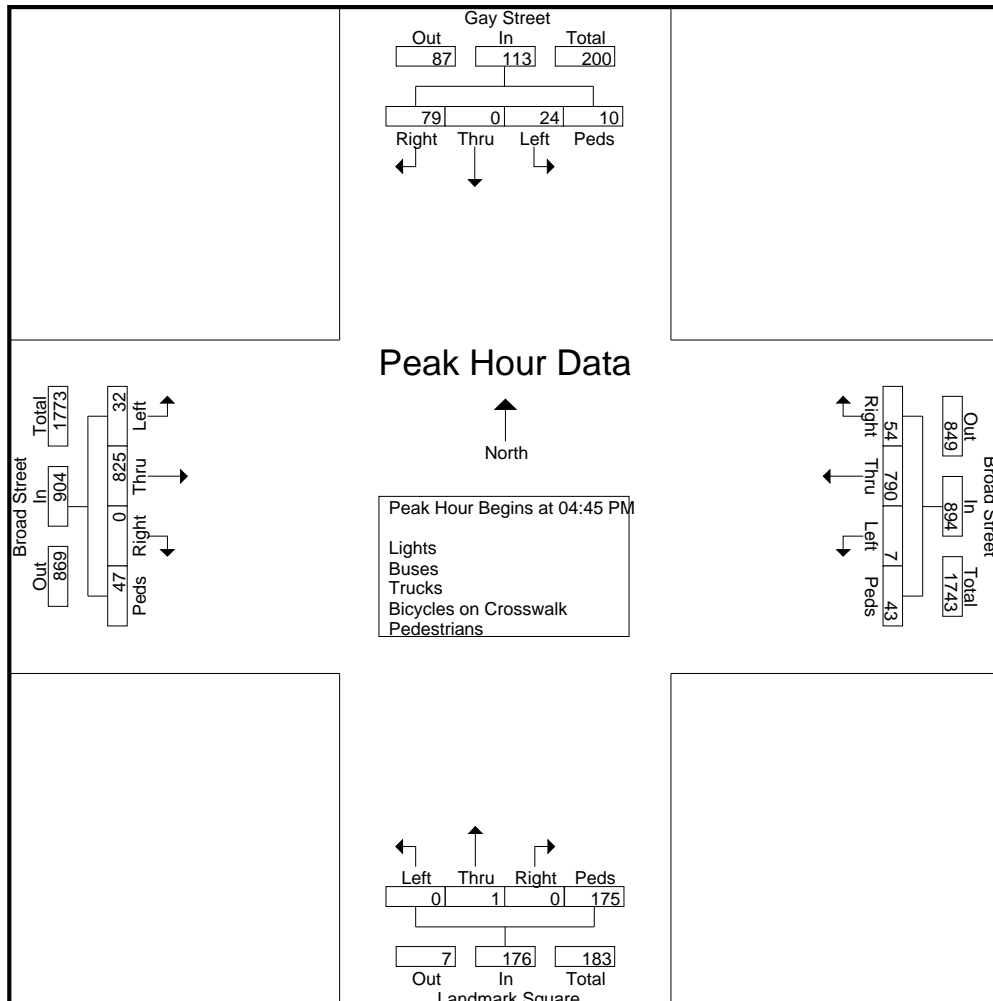 Gay Street
Out In Total
87 113 200
79 0 24 10
Right Thru Left Peds
Peak Hour Data
North
Peak Hour Begins at 04:45 PM
Lights
Buses
Trucks
Bicycles on Crosswalk
Pedestrians
Broad Street
Out In Total
869 904 1773
47 0 825 32
Peds Right Thru Left
Broad Street
Out In Total
849 894 1743
54 790 7 43
Right Thru Left Peds
Left Thru Right Peds
0 1 0 175
7 176 183
Out In Total
Landmark Square